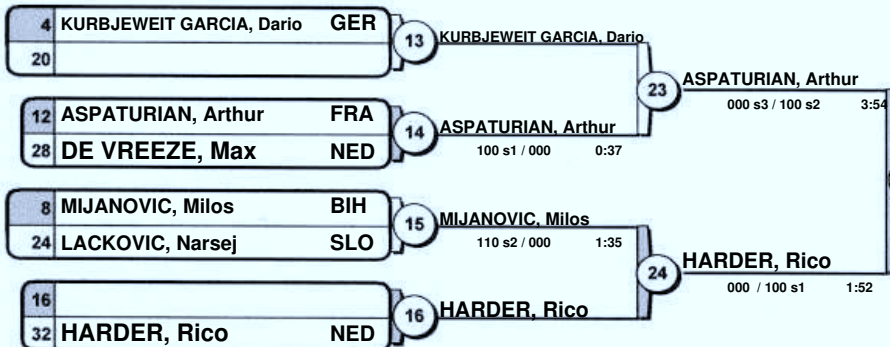 4 KURBJEWEIT GARCIA, Dario GER
20
13 KURBJEWEIT GARCIA, Dario
12 ASPATURIAN, Arthur FRA
28 DE VREEZE, Max NED
14 ASPATURIAN, Arthur
100 s1 / 000 0:37
23 ASPATURIAN, Arthur
000 s3 / 100 s2 3:54
8 MIJANOVIC, Milos BIH
24 LACKOVIC, Narsej SLO
15 MIJANOVIC, Milos
110 s2 / 000 1:35
16
32 HARDER, Rico NED
16 HARDER, Rico
24 HARDER, Rico
000 / 100 s1 1:52